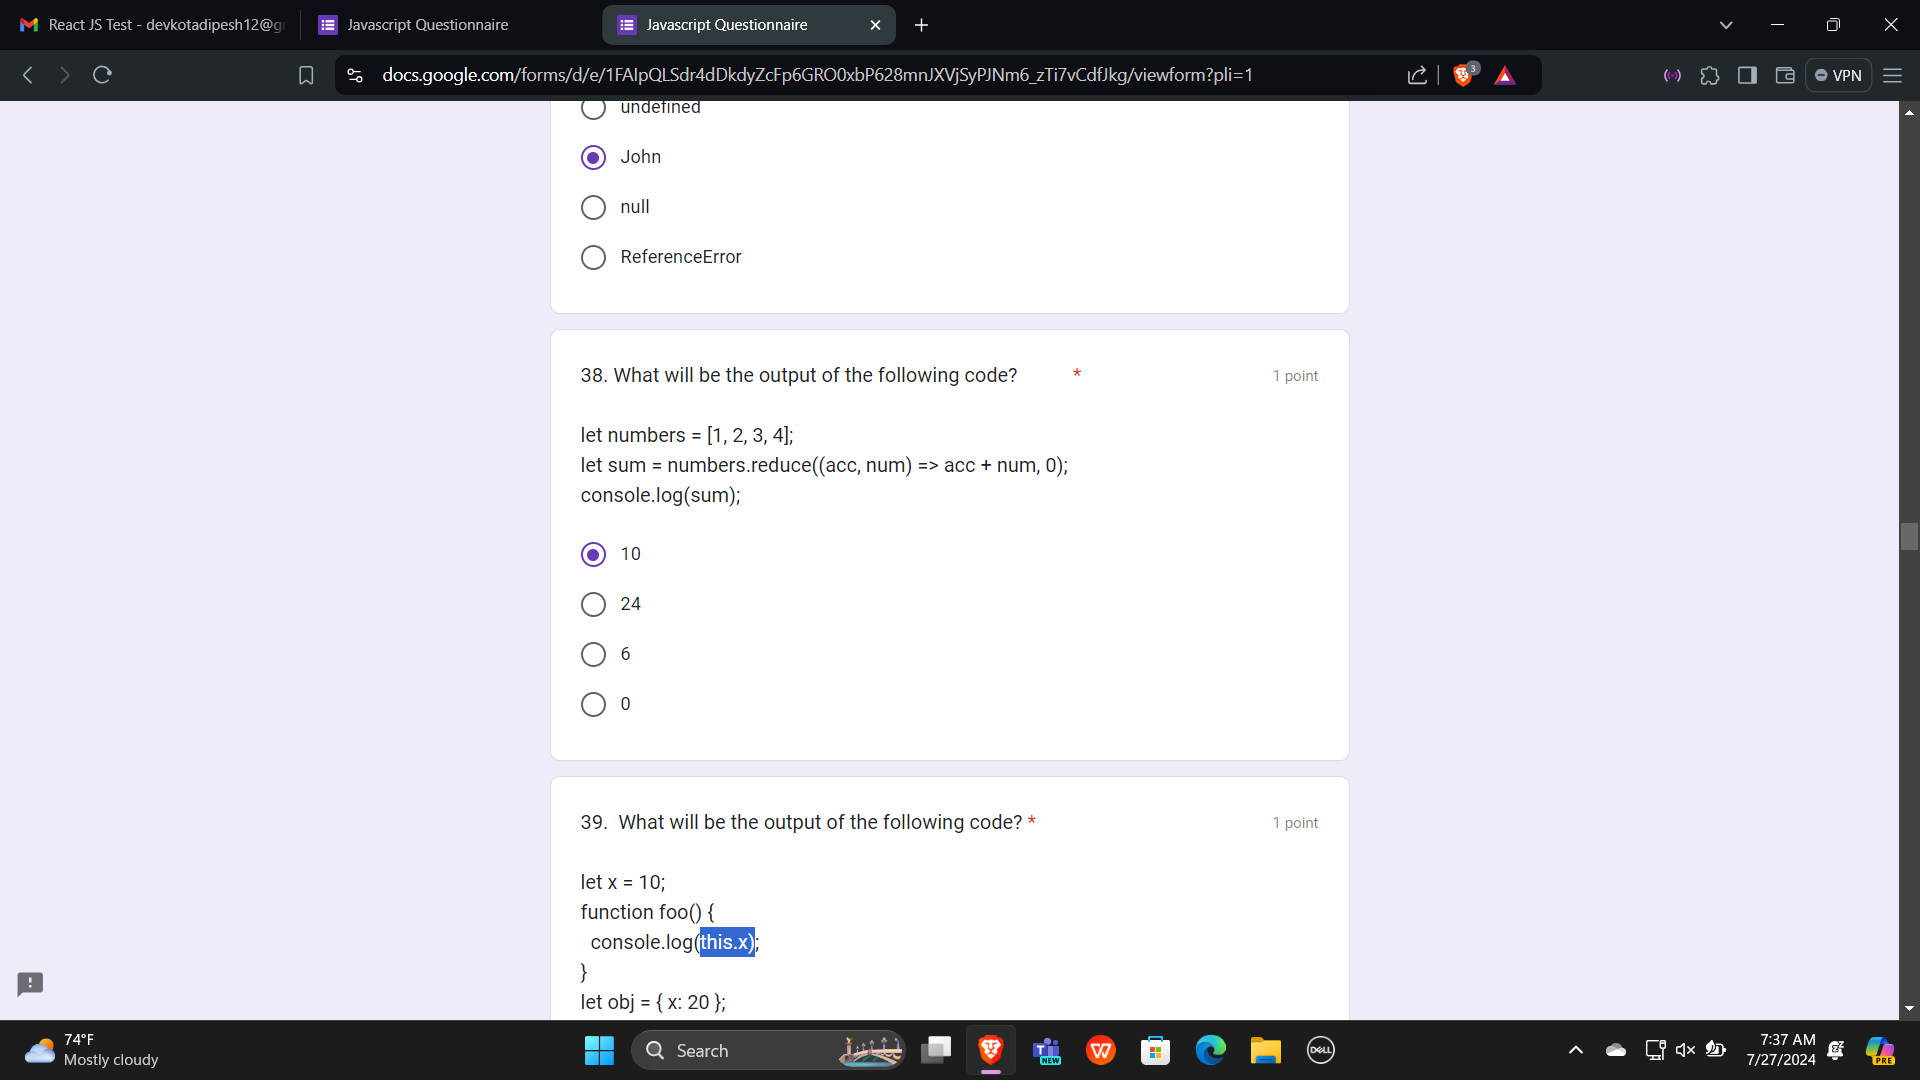 React JS Test - devkotadipesh12@g
Javascript Questionnaire
Javascript Questionnaire
docs.google.com/forms/d/e/1FAIpQLSdr4dDkdyZcFp6GRO0xbP628mnJXVjSyPJNm6_zTi7vCdfJkg/viewform?pli=1
3
VPN
undefined
John
null
ReferenceError
38. What will be the output of the following code? *
1 point
let numbers = [1, 2, 3, 4];
let sum = numbers.reduce((acc, num) => acc + num, 0);
console.log(sum);
10
24
6
0
39. What will be the output of the following code? *
1 point
let x = 10;
function foo() {
console.log(this.x);
}
let obj = { x: 20 };
74°F
Mostly cloudy
Search
NEW
DELL
7:37 AM
7/27/2024
PRE